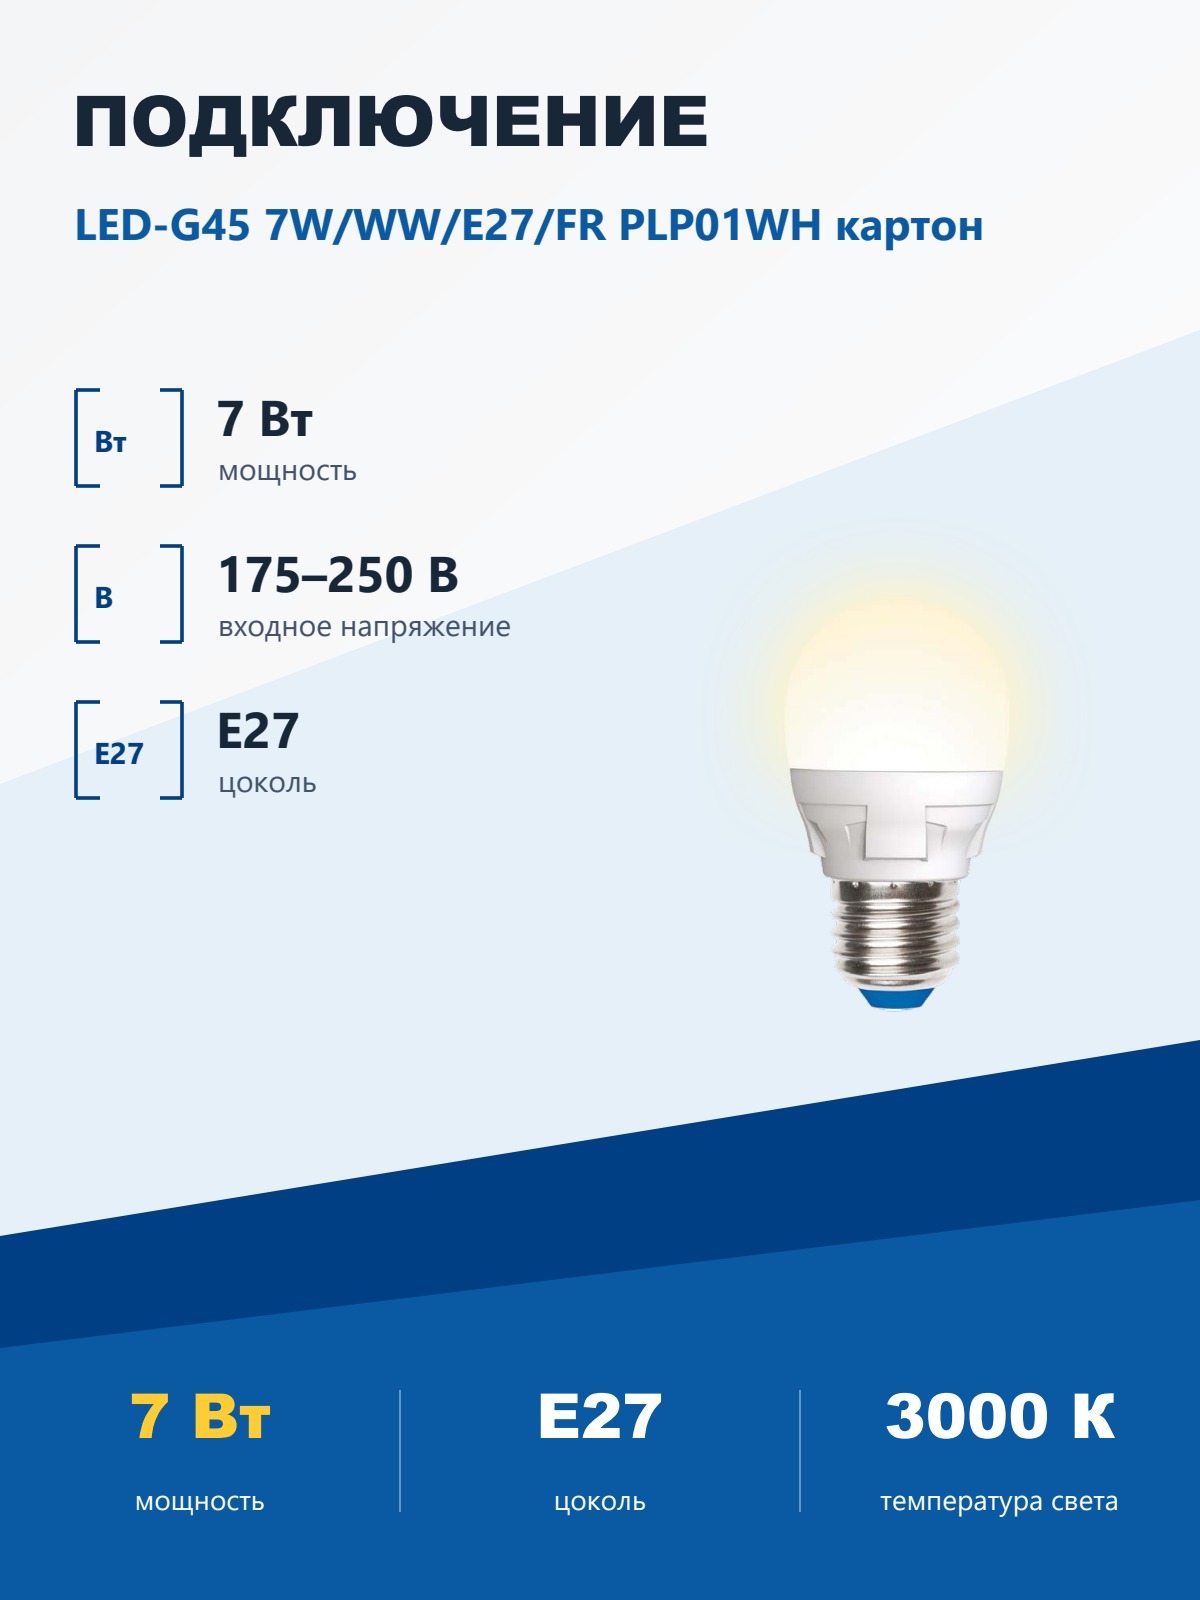 ПОДКЛЮЧЕНИЕ
LED-G45 7W/WW/E27/FR PLP01WH картон
Вт
7 Вт
мощность
В
175–250 В
входное напряжение
E27
E27
цоколь
7 Вт
мощность
E27
цоколь
3000 К
температура света